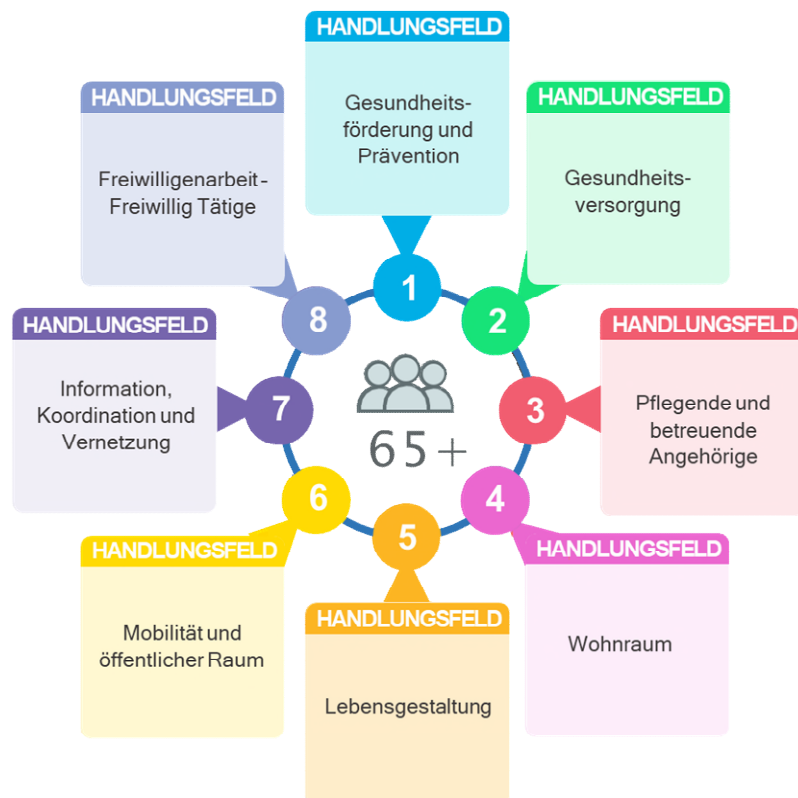 HANDLUNGSFELD
Gesundheits-
förderung und
Prävention
1
HANDLUNGSFELD
Gesundheits-
versorgung
2
HANDLUNGSFELD
Pflegende und
betreuende
Angehörige
3
HANDLUNGSFELD
Wohnraum
4
HANDLUNGSFELD
Lebensgestaltung
5
HANDLUNGSFELD
Mobilität und
öffentlicher Raum
6
HANDLUNGSFELD
Information,
Koordination und
Vernetzung
7
HANDLUNGSFELD
Freiwilligenarbeit -
Freiwillig Tätige
8
65+